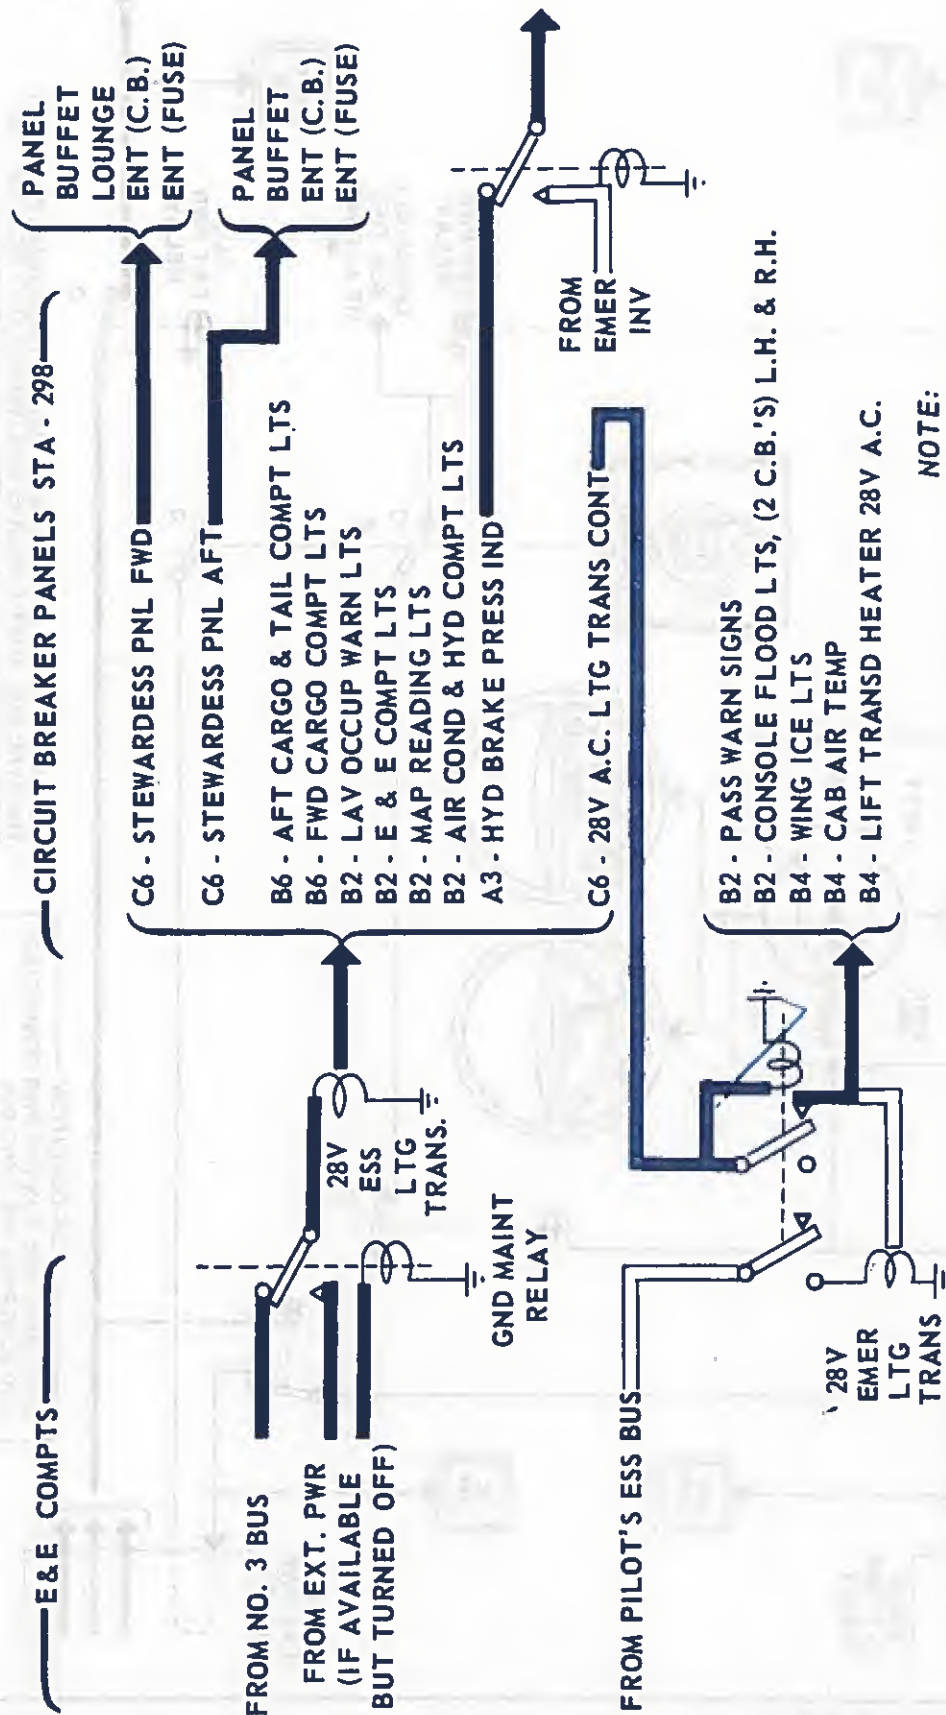 E&E COMPTS
CIRCUIT BREAKER PANELS STA - 298
FROM NO. 3 BUS
FROM EXT. PWR
(IF AVAILABLE
BUT TURNED OFF)
GND MAINT
RELAY
28V
ESS
LTG
TRANS.
C6 - STEWARDESS PNL FWD
PANEL
BUFFET
LOUNGE
ENT (C.B.)
ENT (FUSE)
C6 - STEWARDESS PNL AFT
PANEL
BUFFET
ENT (C.B.)
ENT (FUSE)
B6 - AFT CARGO & TAIL COMPT LTS
B6 - FWD CARGO COMPT LTS
B2 - LAV OCCUP WARN LTS
B2 - E & E COMPT LTS
B2 - MAP READING LTS
B2 - AIR COND & HYD COMPT LTS
A3 - HYD BRAKE PRESS IND
FROM
EMER
INV
C6 - 28V A.C. LTG TRANS CONT
FROM PILOT'S ESS BUS
28V
EMER
LTG
TRANS
B2 - PASS WARN SIGNS
B2 - CONSOLE FLOOD LTS, (2 C.B.'S) L.H. & R.H.
B4 - WING ICE LTS
B4 - CAB AIR TEMP
B4 - LIFT TRANSD HEATER 28V A.C.
NOTE: